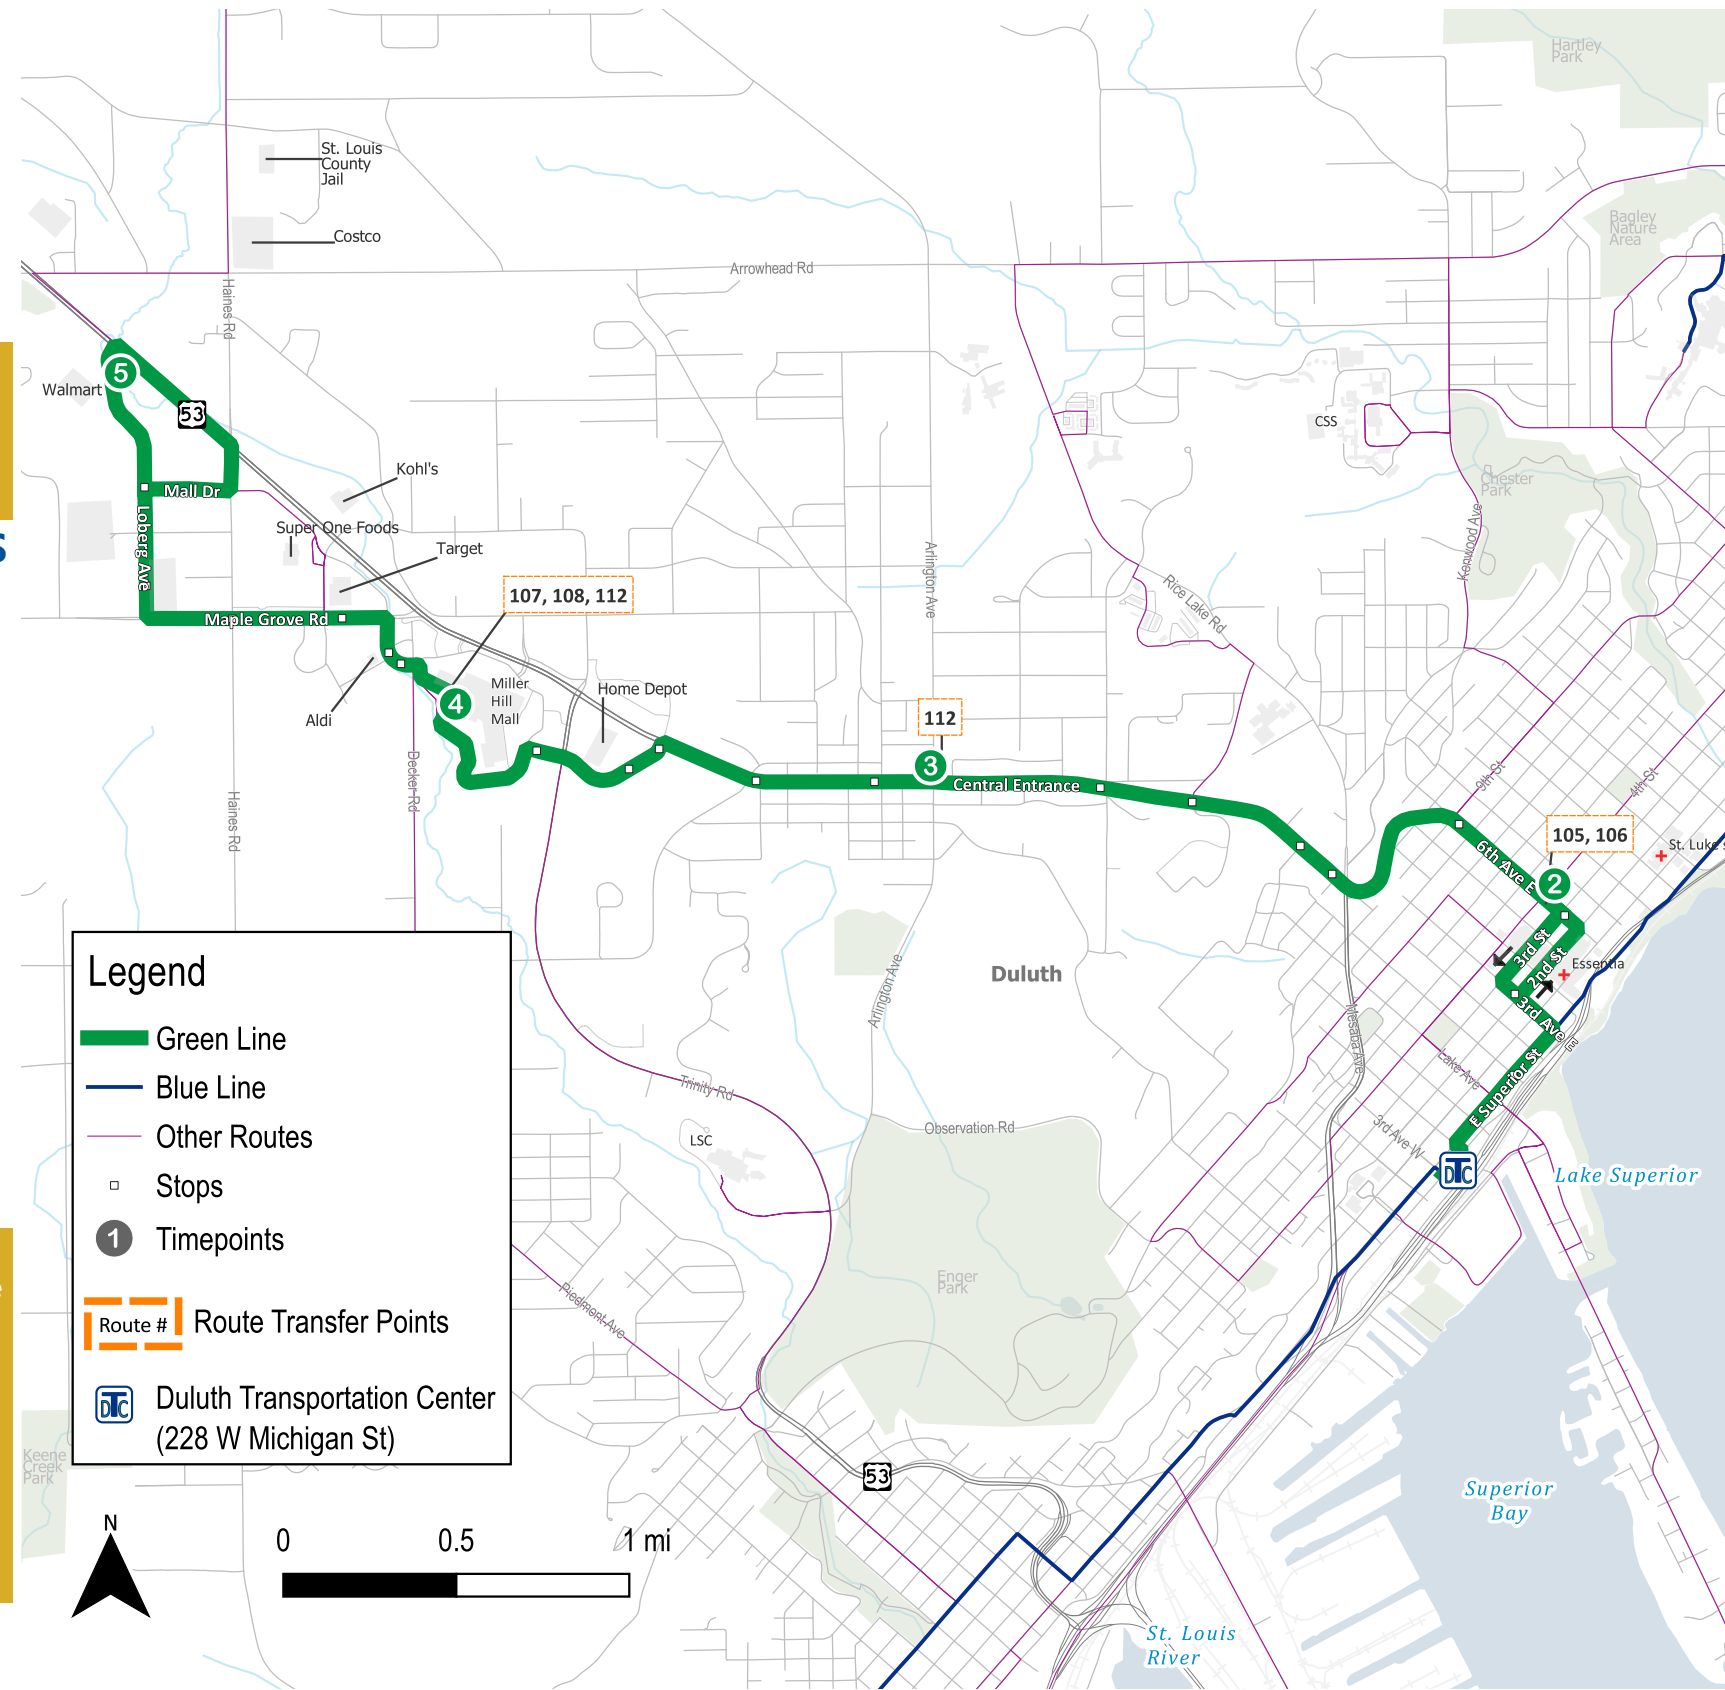 Hartley
Park
St. Louis
County
Jail
Costco
Bagley
Nature
Area
Arrowhead Rd
Haines Rd
5
Walmart
53
CSS
Kohl's
Mall Dr
Chester
Park
Super One Foods
Target
Loberg Ave
Arlington Ave
Kenwood Ave
107, 108, 112
Rice Lake Rd
Maple Grove Rd
Miller
Hill
Mall
4
Home Depot
Aldi
112
3
Decker Rd
Central Entrance
9th St
4th St
Haines Rd
105, 106
St. Luke's
6th Ave E
2
3rd St
2nd St
Essentia
Duluth
Arlington Ave
3rd Ave E
Mesaba Ave
Lake Ave
E Superior St
Trinity Rd
Observation Rd
3rd Ave W
LSC
DTC
Lake Superior
Enger
Park
Piedmont Ave
Legend
Green Line
Blue Line
Other Routes
Stops
1
Timepoints
Route #
Route Transfer Points
DTC
Duluth Transportation Center
(228 W Michigan St)
Keene
Creek
Park
53
Superior
Bay
N
0
0.5
1 mi
St. Louis
River